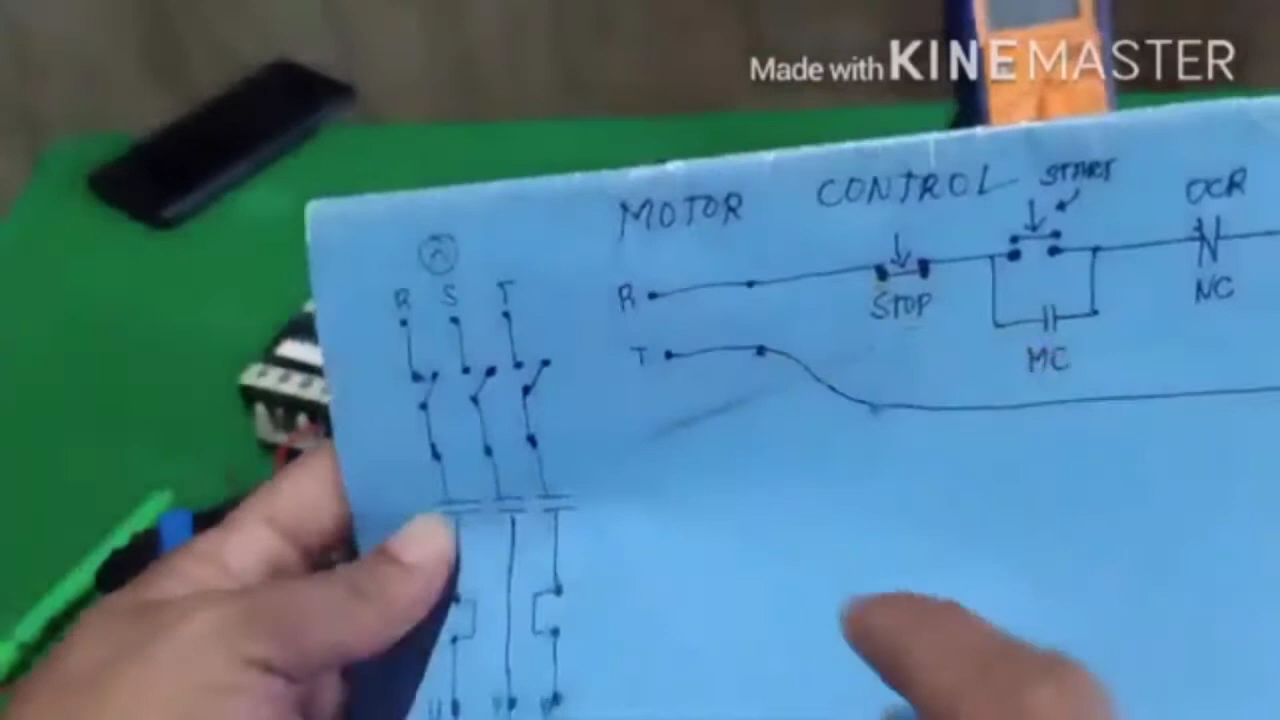 Made with KINEMASTER
MOTOR CONTROL START OCR
R S T
R
STOP
NC
T
MC